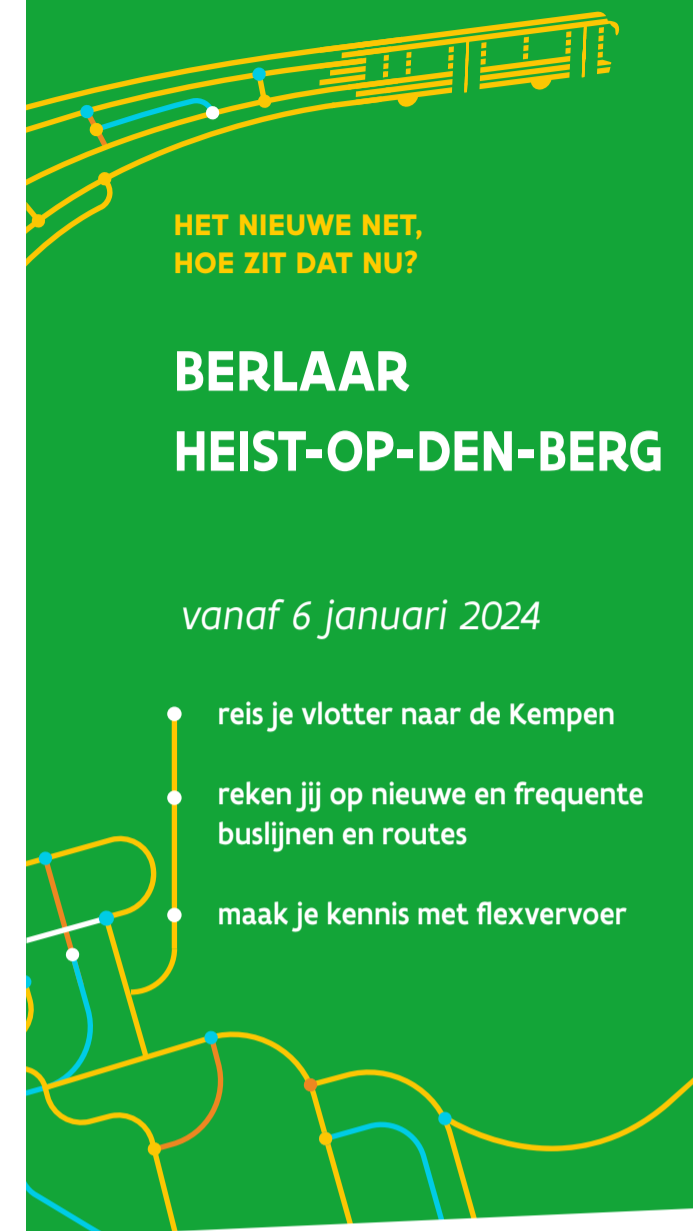 HET NIEUWE NET,
HOE ZIT DAT NU?
BERLAAR
HEIST-OP-DEN-BERG
vanaf 6 januari 2024
reis je vlotter naar de Kempen
reken jij op nieuwe en frequente
buslijnen en routes
maak je kennis met flexvervoer